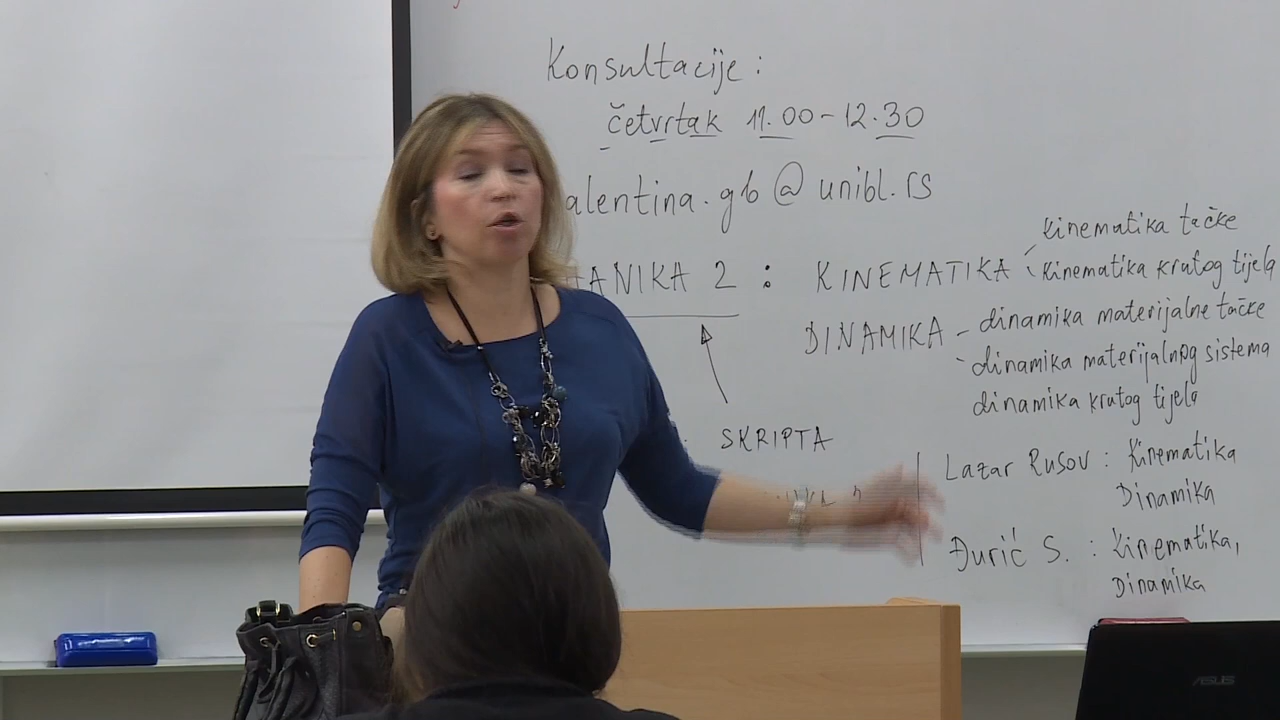 Konsultacije :
četvrtak 11.00 - 12.30
alentina.gb @ unibl.rs
ANIKA 2 : KINEMATIKA
kinematika tačke
kinematika krutog tijela
DINAMIKA - dinamika materijalne tačke
- dinamika materijalnog sistema
dinamika krutog tijela
SKRIPTA
Lazar Rusov : Kinematika
Dinamika
Đurić S. : Kinematika,
Dinamika
ASUS